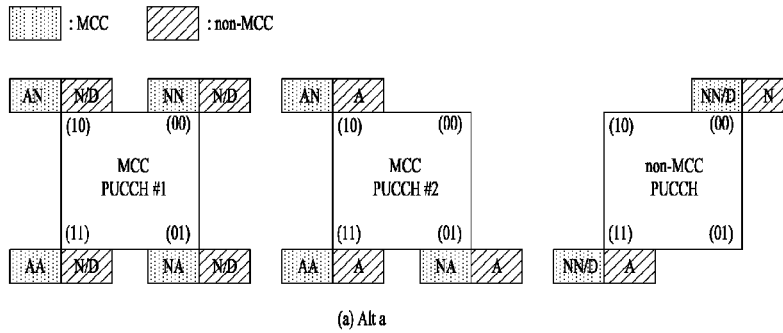 : MCC : non-MCC
AN N/D NN N/D AN A NN/D N
(10) (00) (10) (00) (10) (00)
MCC PUCCH #1 MCC PUCCH #2 non-MCC PUCCH
(11) (01) (11) (01) (11) (01)
AA N/D NA N/D AA A NA A NN/D A
(a) Alt a